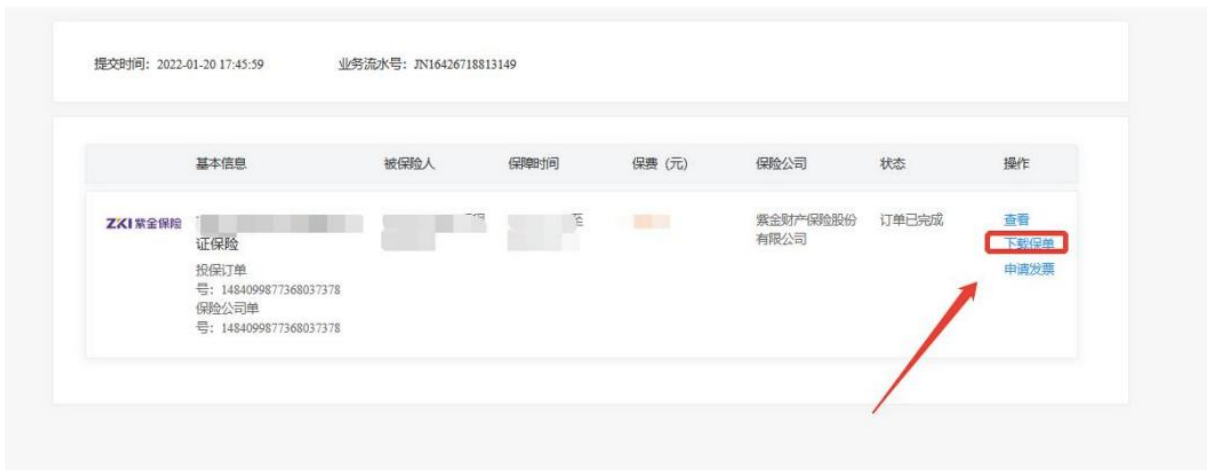 提交时间：2022-01-20 17:45:59 业务流水号：JN16426718813149
基本信息 被保险人 保障时间 保费（元） 保险公司 状态 操作
ZKI 紫金保险 至 紫金财产保险股份 订单已完成 查看
证保险 有限公司 下载保单
投保订单 申请发票
号：1484099877368037378
保险公司单
号：1484099877368037378